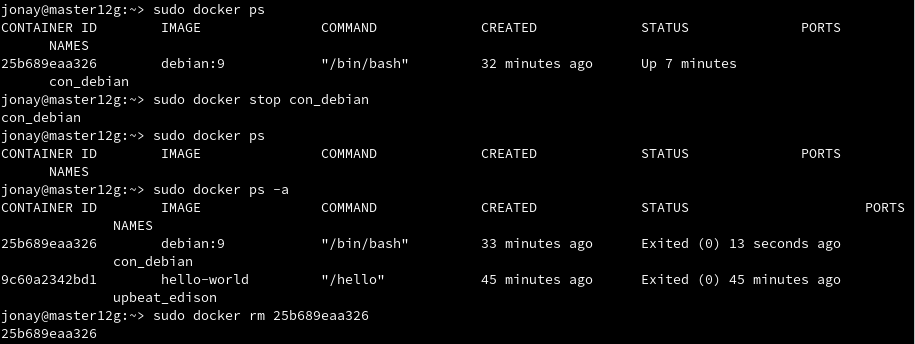 jonay@master12g:~> sudo docker ps
CONTAINER ID        IMAGE               COMMAND             CREATED             STATUS              PORTS
      NAMES
25b689eaa326        debian:9            "/bin/bash"         32 minutes ago      Up 7 minutes
      con_debian
jonay@master12g:~> sudo docker stop con_debian
con_debian
jonay@master12g:~> sudo docker ps
CONTAINER ID        IMAGE               COMMAND             CREATED             STATUS              PORTS
      NAMES
jonay@master12g:~> sudo docker ps -a
CONTAINER ID        IMAGE               COMMAND             CREATED             STATUS                      PORTS
              NAMES
25b689eaa326        debian:9            "/bin/bash"         33 minutes ago      Exited (0) 13 seconds ago
              con_debian
9c60a2342bd1        hello-world         "/hello"            45 minutes ago      Exited (0) 45 minutes ago
              upbeat_edison
jonay@master12g:~> sudo docker rm 25b689eaa326
25b689eaa326